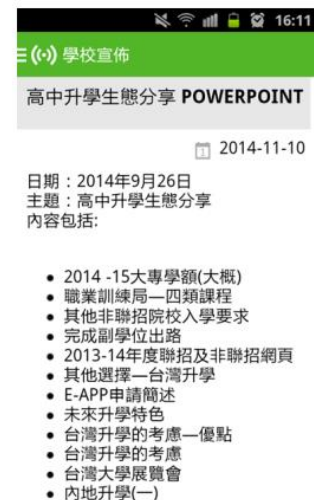 16:11
學校宣佈
高中升學生態分享 POWERPOINT
2014-11-10
日期：2014年9月26日
主題：高中升學生態分享
內容包括:
• 2014 -15大專學額(大概)
• 職業訓練局—四類課程
• 其他非聯招院校入學要求
• 完成副學位出路
• 2013-14年度聯招及非聯招網頁
• 其他選擇—台灣升學
• E-APP申請簡述
• 未來升學特色
• 台灣升學的考慮—優點
• 台灣升學的考慮
• 台灣大學展覽會
• 內地升學(一)